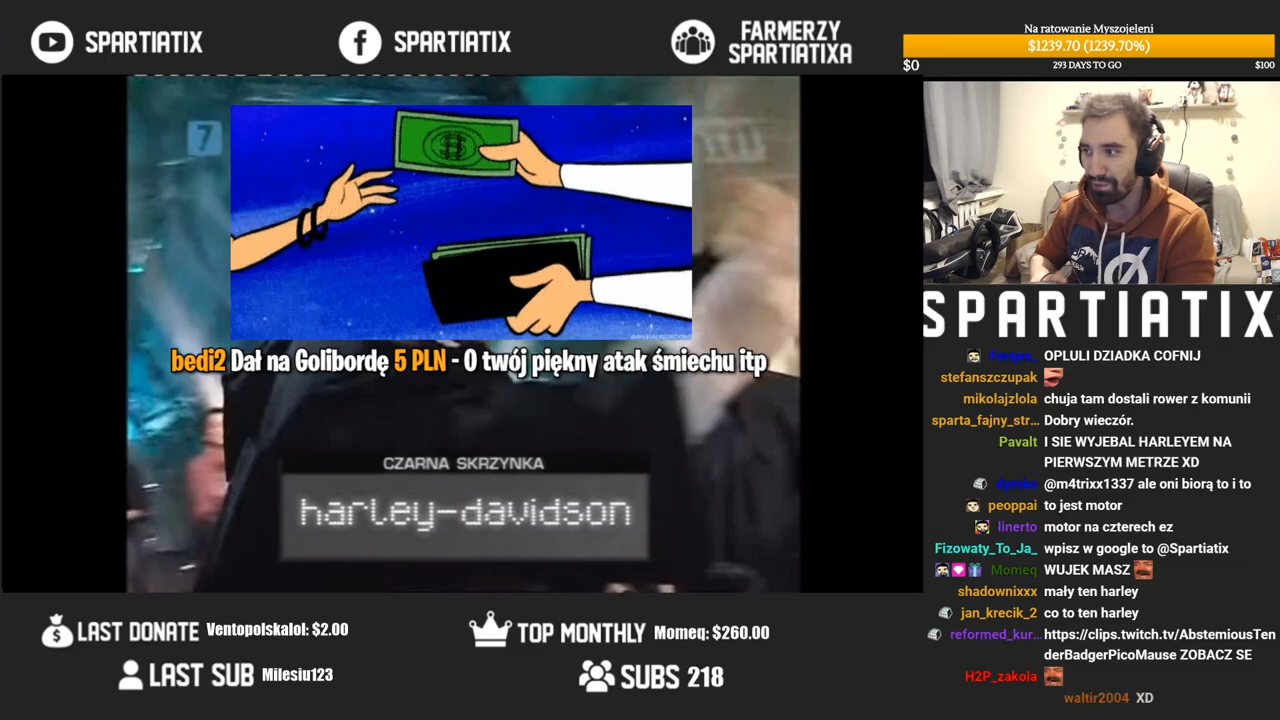 SPARTIATIX
SPARTIATIX
FARMERZY
SPARTIATIXA
Na ratowanie Myszojeleni
$1239.70 (1239.70%)
$0
293 DAYS TO GO
$100
7
bedi2 Dał na Golibordę 5 PLN - O twój piękny atak śmiechu itp
CZARNA SKRZYNKA
harley-davidson
SPARTIATIX
OPLULI DZIADKA COFNIJ
stefanszczupak
mikolajzlola chuja tam dostali rower z komunii
sparta_fajny_str... Dobry wieczór.
Pavalt I SIE WYJEBAL HARLEYEM NA
PIERWSZYM METRZE XD
@m4trixx1337 ale oni biorą to i to
peoppai to jest motor
linerto motor na czterech ez
Fizowaty_To_Ja_ wpisz w google to @Spartiatix
Momeq WUJEK MASZ
shadownixxx mały ten harley
jan_krecik_2 co to ten harley
reformed_kur... https://clips.twitch.tv/AbstemiousTen
derBadgerPicoMause ZOBACZ SE
H2P_zakola
waltir2004 XD
LAST DONATE Ventopolskalol: $2.00
TOP MONTHLY Momeq: $260.00
LAST SUB Milesiu123
SUBS 218